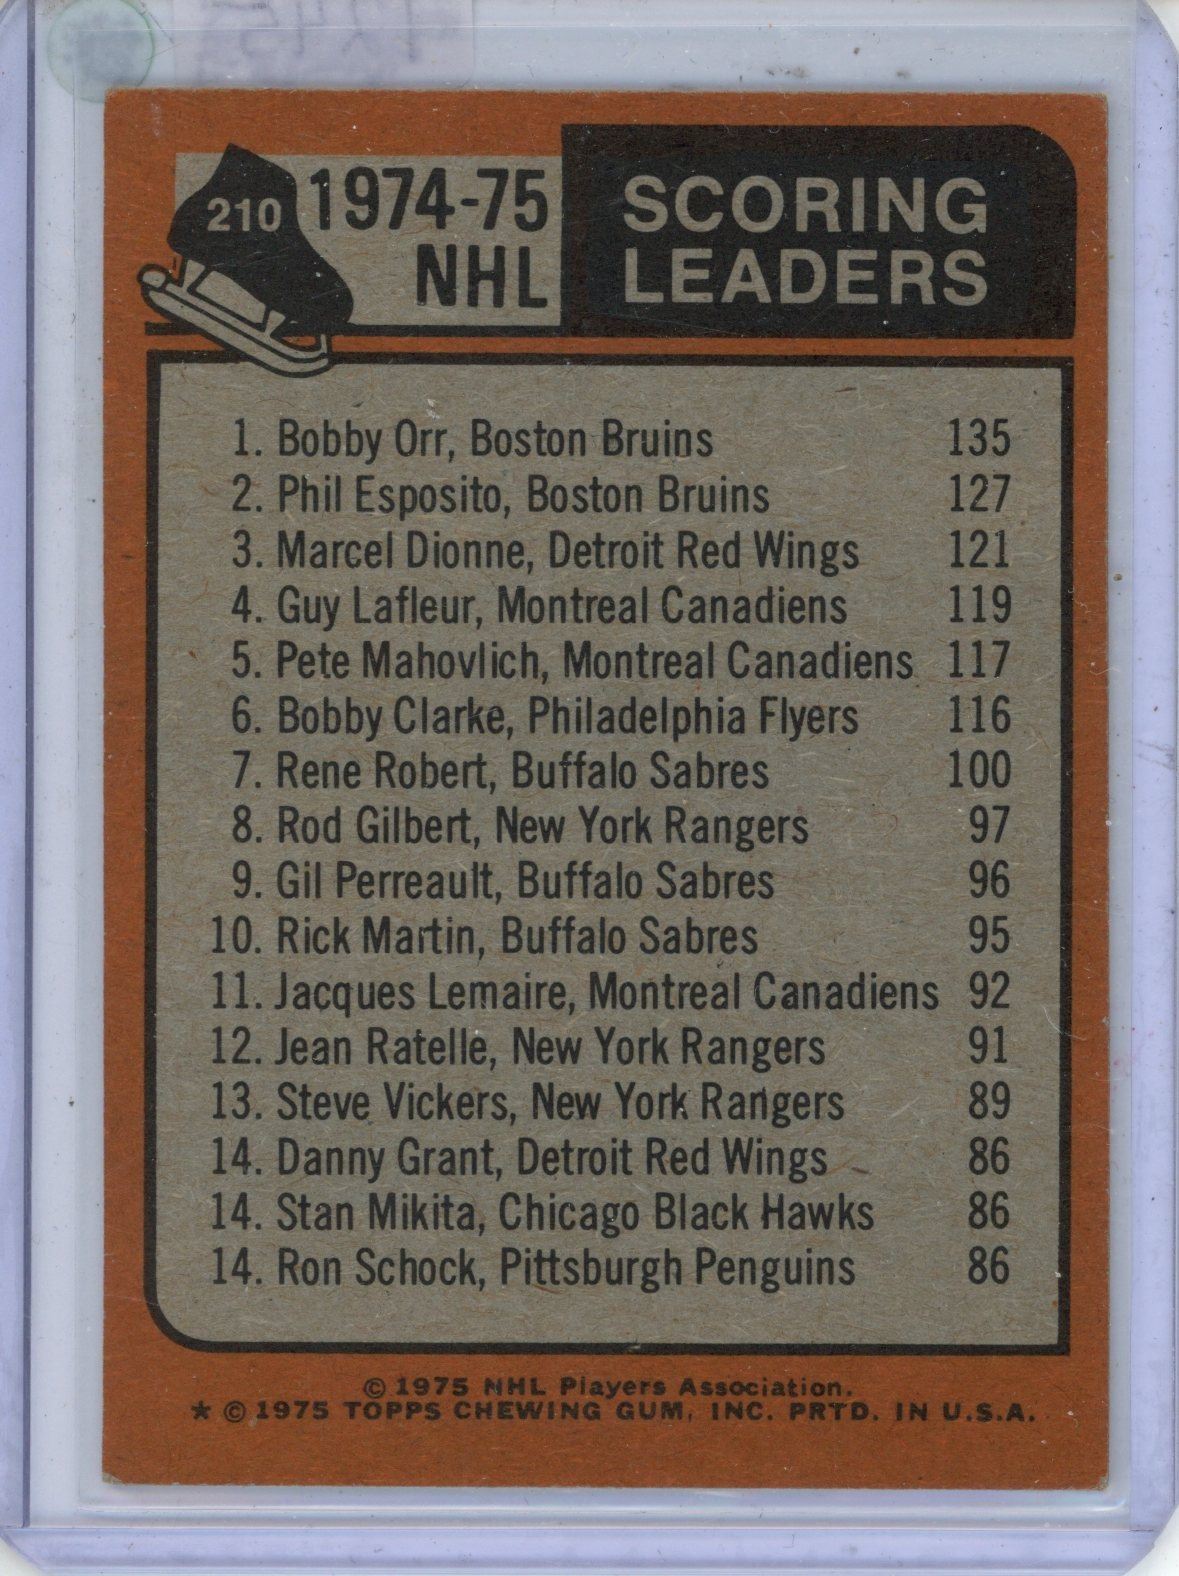 210
1974-75
NHL
SCORING
LEADERS
1. Bobby Orr, Boston Bruins 135
2. Phil Esposito, Boston Bruins 127
3. Marcel Dionne, Detroit Red Wings 121
4. Guy Lafleur, Montreal Canadiens 119
5. Pete Mahovlich, Montreal Canadiens 117
6. Bobby Clarke, Philadelphia Flyers 116
7. Rene Robert, Buffalo Sabres 100
8. Rod Gilbert, New York Rangers 97
9. Gil Perreault, Buffalo Sabres 96
10. Rick Martin, Buffalo Sabres 95
11. Jacques Lemaire, Montreal Canadiens 92
12. Jean Ratelle, New York Rangers 91
13. Steve Vickers, New York Rangers 89
14. Danny Grant, Detroit Red Wings 86
14. Stan Mikita, Chicago Black Hawks 86
14. Ron Schock, Pittsburgh Penguins 86
© 1975 NHL Players Association.
* © 1975 TOPPS CHEWING GUM, INC. PRTD. IN U.S.A.